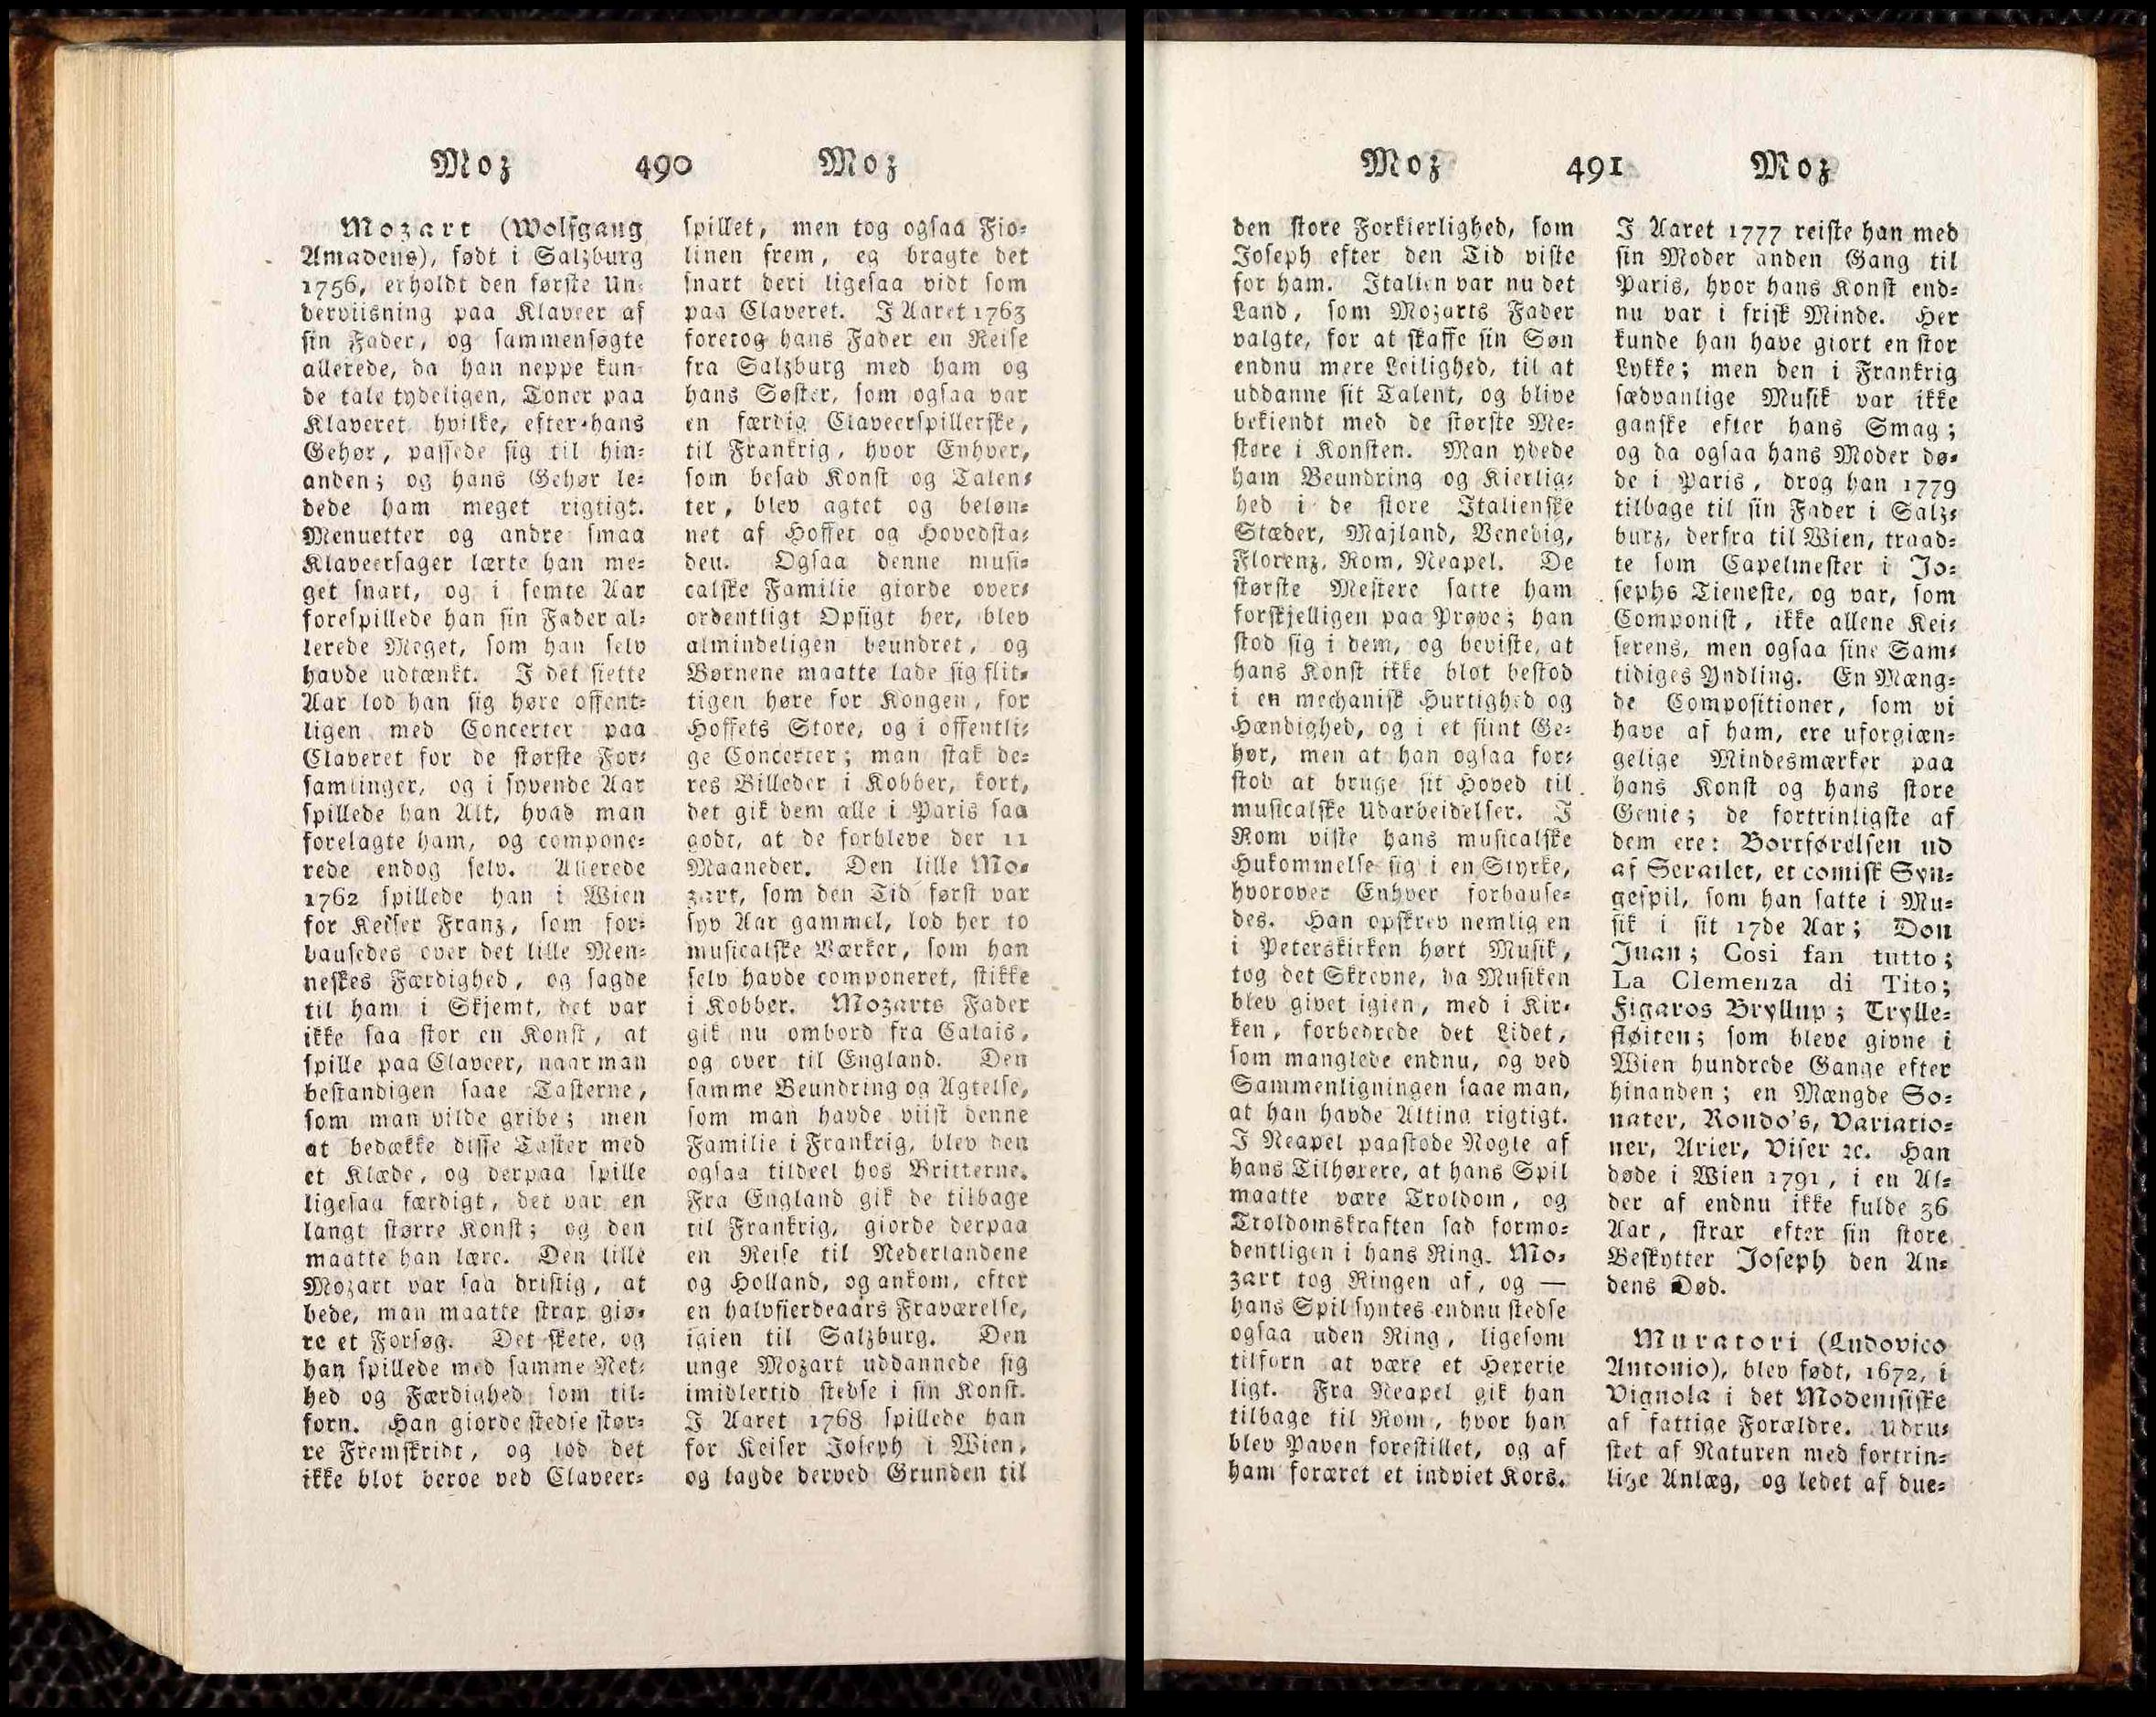 Moz 490 Moz
Mozart (Wolfgang
Amadeus), født i Salzburg
1756, erholdt den første Un-
derviisning paa Klaveer af
sin Fader, og sammensøgte
allerede, da han neppe kun-
de tale tydeligen, Toner paa
Klaveret hvilke, efter hans
Gehør, passede sig til hin-
anden; og hans Gehør le-
dede ham meget rigtigt.
Menuetter og andre smaa
Klaveersager lærte han me-
get snart, og i femte Aar
forespillede han sin Fader al-
lerede Meget, som han selv
havde udtænkt. I det siette
Aar lod han sig høre offent-
ligen med Concerter paa
Claveret for de største For-
samlinger, og i syvende Aar
spillede han Alt, hvad man
forelagte ham, og compone-
rede endog selv. Allerede
1762 spillede han i Wien
for Keiser Franz, som for-
bausedes over det lille Men-
neskes Færdighed, og sagde
til ham i Skjemt, det var
ikke saa stor en Konst, at
spille paa Claveer, naar man
bestandigen saae Tasterne,
som man vilde gribe; men
at bedække disse Taster med
et Klæde, og derpaa spille
ligesaa færdigt, det var en
langt større Konst; og den
maatte han lære. Den lille
Mozart var saa dristig, at
bede, man maatte strax giø-
re et Forsøg. Det skete, og
han spillede med samme Net-
hed og Færdighed som til-
forn. Han giorde stedse stør-
re Fremskridt, og lod det
ikke blot beroe ved Claveer-
spillet, men tog ogsaa Fio-
linen frem, og bragte det
snart deri ligesaa vidt som
paa Claveret. I Aaret 1763
foretog hans Fader en Reise
fra Salzburg med ham og
hans Søster, som ogsaa var
en færdig Claveerspillerske,
til Frankrig, hvor Enhver,
som besad Konst og Talen-
ter, blev agtet og beløn-
net af Hoffet og Hovedsta-
den. Ogsaa denne musi-
calske Familie giorde over-
ordentligt Opsigt her, blev
almindeligen beundret, og
Børnene maatte lade sig flit-
tigen høre for Kongen, for
Hoffets Store, og i offentli-
ge Concerter; man stak de-
res Billeder i Kobber, kort,
det gik dem alle i Paris saa
godt, at de forbleve der 11
Maaneder. Den lille Mo-
zart, som den Tid først var
syv Aar gammel, lod her to
musicalske Værker, som han
selv havde componeret, stikke
i Kobber. Mozarts Fader
gik nu ombord fra Calais,
og over til England. Den
samme Beundring og Agtelse,
som man havde viist denne
Familie i Frankrig, blev den
ogsaa tildeel hos Britterne.
Fra England gik de tilbage
til Frankrig, giorde derpaa
en Reise til Nederlandene
og Holland, og ankom, efter
en halvfierdeaars Fraværelse,
igien til Salzburg. Den
unge Mozart uddannede sig
imidlertid stedse i sin Konst.
I Aaret 1768 spillede han
for Keiser Joseph i Wien,
og lagde derved Grunden til
Moz 491 Moz
den store Forkierlighed, som
Joseph efter den Tid viste
for ham. Italien var nu det
Land, som Mozarts Fader
valgte, for at skaffe sin Søn
endnu mere Leilighed, til at
uddanne sit Talent, og blive
bekiendt med de største Me-
stere i Konsten. Man ydede
ham Beundring og Kierlig-
hed i de store Italienske
Stæder, Majland, Venedig,
Florenz, Rom, Neapel. De
største Mestere satte ham
forskjelligen paa Prøve; han
stod sig i dem, og beviste, at
hans Konst ikke blot bestod
i en mechanisk Hurtighed og
Hændighed, og i et fiint Ge-
hør, men at han ogsaa for-
stod at bruge sit Hoved til
musicalske Udarbeidelser. I
Rom viste hans musicalske
Hukommelse sig i en Styrke,
hvorover Enhver forbause-
des. Han opskrev nemlig en
i Peterskirken hørt Musik,
tog det Skrevne, da Musiken
blev givet igien, med i Kir-
ken, forbedrede det Lidet,
som manglede endnu, og ved
Sammenligningen saae man,
at han havde Alting rigtigt.
I Neapel paastode Nogle af
hans Tilhørere, at hans Spil
maatte være Troldom, og
Troldomskraften sad formo-
dentligen i hans Ring. Mo-
zart tog Ringen af, og —
hans Spil syntes endnu stedse
ogsaa uden Ring, ligesom
tilforn at være et Hexerie
ligt. Fra Neapel gik han
tilbage til Rom, hvor han
blev Paven forestillet, og af
ham foræret et indviet Kors.
I Aaret 1777 reiste han med
sin Moder anden Gang til
Paris, hvor hans Konst end-
nu var i frisk Minde. Her
kunde han have giort en stor
Lykke; men den i Frankrig
sædvanlige Musik var ikke
ganske efter hans Smag;
og da ogsaa hans Moder dø-
de i Paris, drog han 1779
tilbage til sin Fader i Salz-
burg, derfra til Wien, traad-
te som Capelmester i Jo-
sephs Tieneste, og var, som
Componist, ikke allene Kei-
serens, men ogsaa sine Sam-
tidiges Yndling. En Mæng-
de Compositioner, som vi
have af ham, ere uforgiæn-
gelige Mindesmærker paa
hans Konst og hans store
Genie; de fortrinligste af
dem ere: Bortførelsen ud
af Serailet, et comisk Syn-
gespil, som han satte i Mu-
sik i sit 17de Aar; Don
Juan; Cosi fan tutto;
La Clemenza di Tito;
Figaros Bryllup; Trylle-
fløiten; som bleve givne i
Wien hundrede Gange efter
hinanden; en Mængde So-
nater, Rondo's, Variatio-
ner, Arier, Viser ꝛc. Han
døde i Wien 1791, i en Al-
der af endnu ikke fulde 36
Aar, strax efter sin store
Beskytter Joseph den An-
dens Død.
Muratori (Ludovico
Antonio), blev født, 1672, i
Vignola i det Modenisiske
af fattige Forældre. Udru-
stet af Naturen med fortrin-
lige Anlæg, og ledet af due-